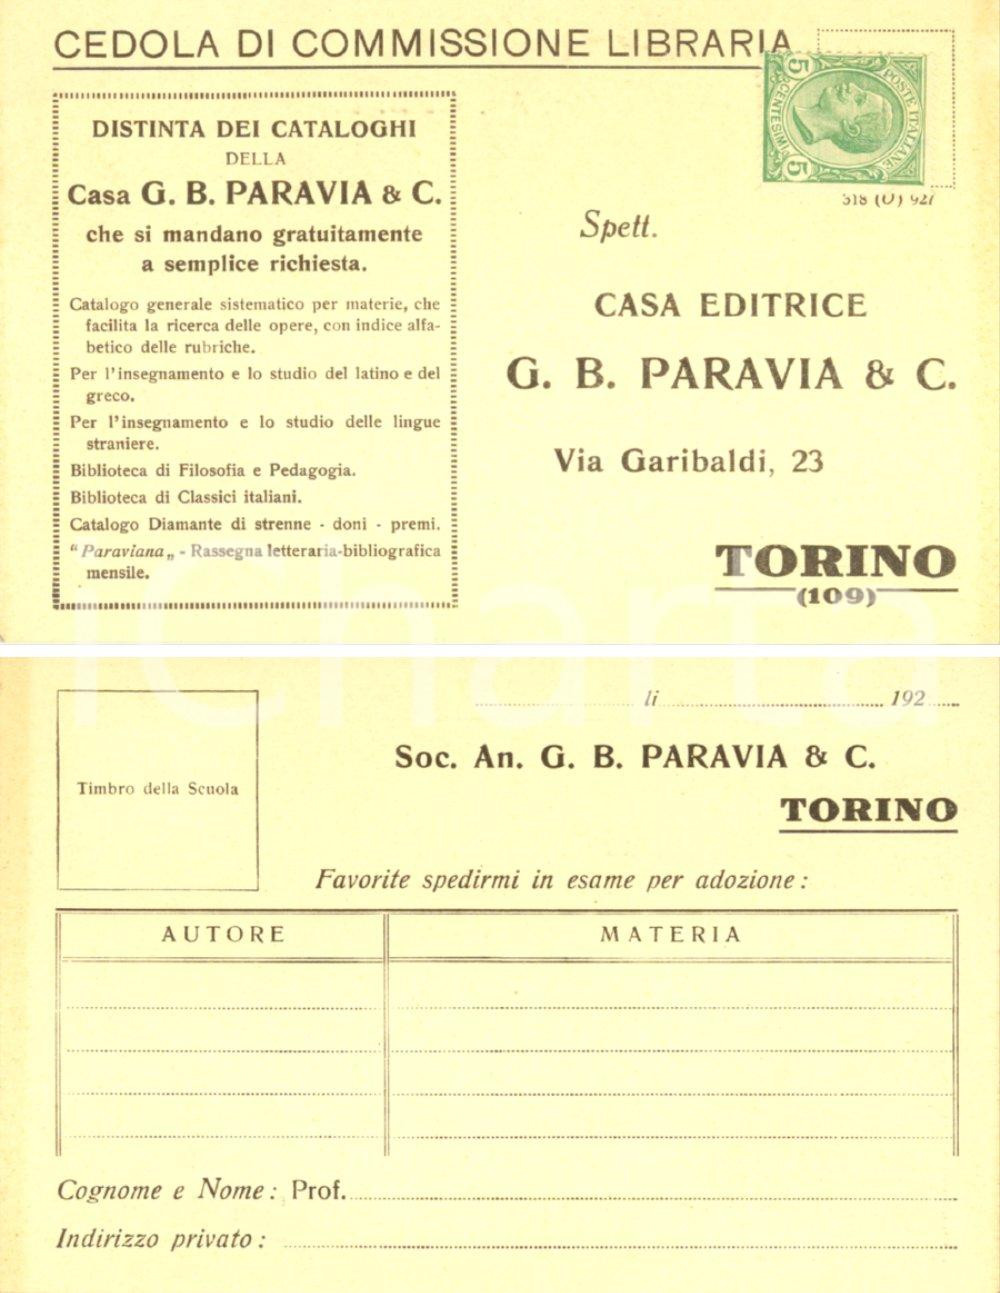 CEDOLA DI COMMISSIONE LIBRARIA
DISTINTA DEI CATALOGHI
DELLA
Casa G. B. PARAVIA & C.
che si mandano gratuitamente
a semplice richiesta.
Catalogo generale sistematico per materie, che
facilita la ricerca delle opere, con indice alfa-
betico delle rubriche.
Per l'insegnamento e lo studio del latino e del
greco.
Per l'insegnamento e lo studio delle lingue
straniere.
Biblioteca di Filosofia e Pedagogia.
Biblioteca di Classici italiani.
Catalogo Diamante di strenne - doni - premi.
“Paraviana„ - Rassegna letteraria-bibliografica
mensile.
POSTE ITALIANE
5 CENTESIMI 5
318 (U) 927
Spett.
CASA EDITRICE
G. B. PARAVIA & C.
Via Garibaldi, 23
TORINO
(109)
iCharta
li 192
Timbro della Scuola
Soc. An. G. B. PARAVIA & C.
TORINO
Favorite spedirmi in esame per adozione:
AUTORE MATERIA
Cognome e Nome: Prof.
Indirizzo privato: